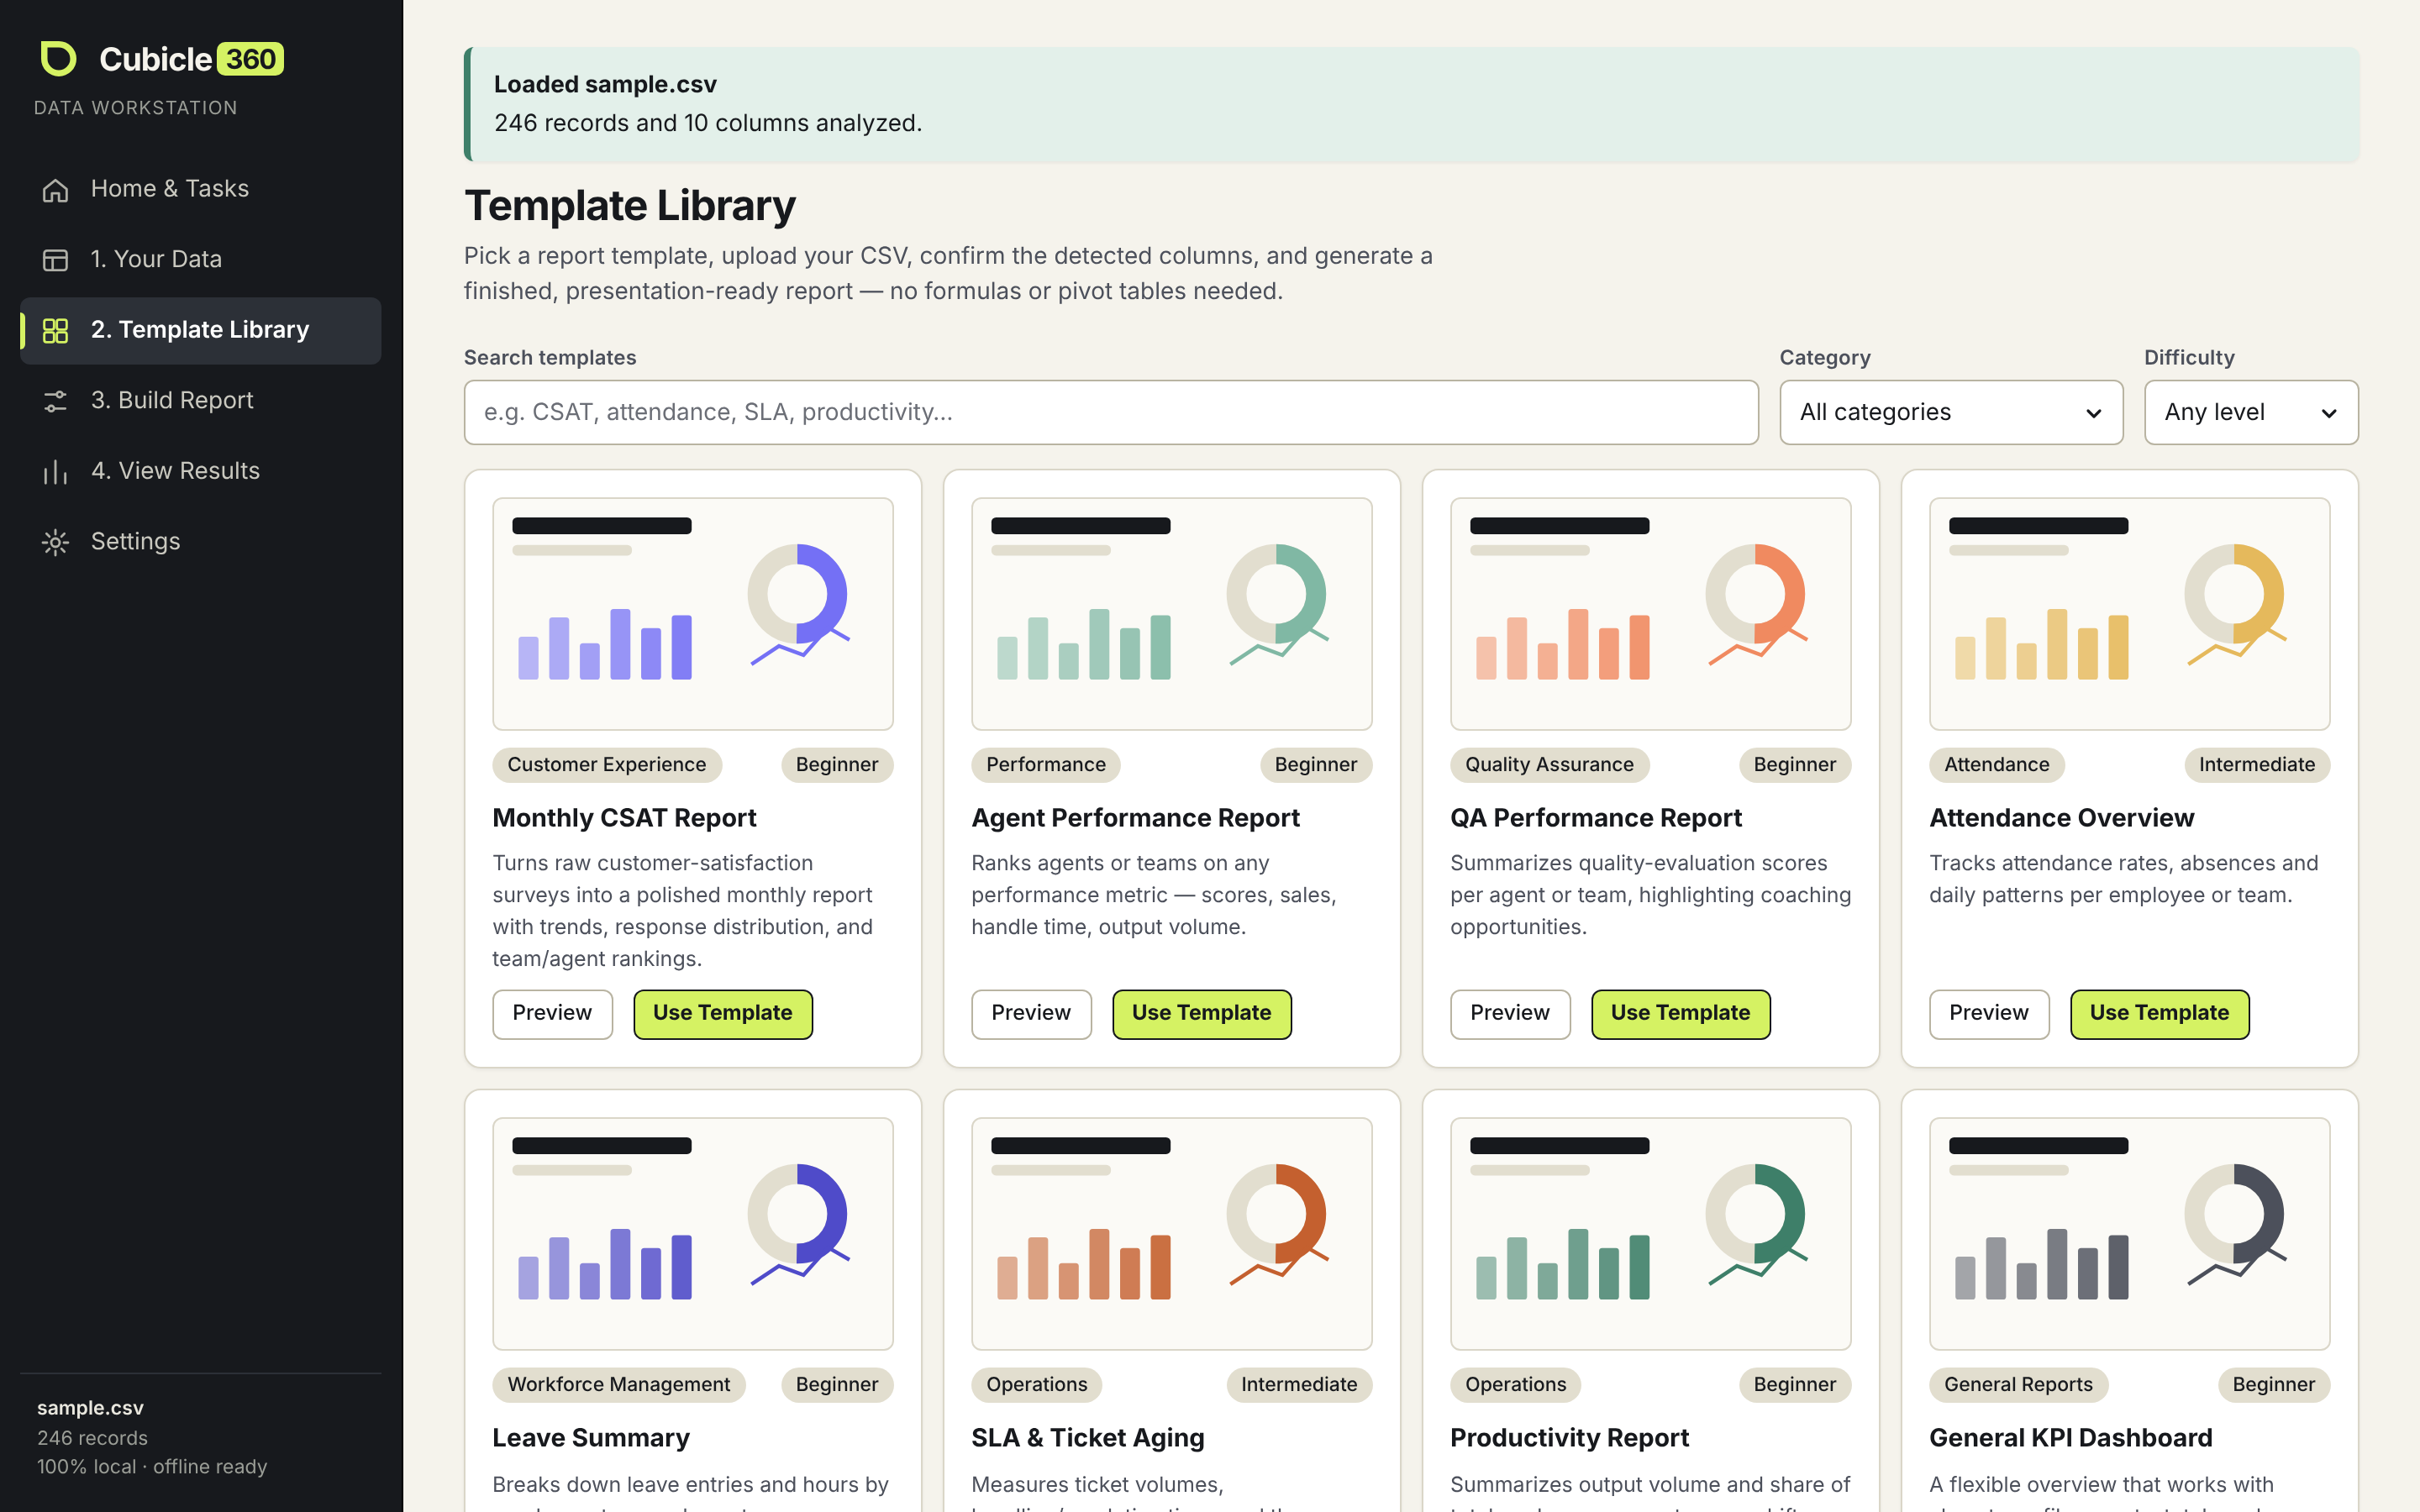 Cubicle 360
DATA WORKSTATION
Home & Tasks
1. Your Data
2. Template Library
3. Build Report
4. View Results
Settings
sample.csv
246 records
100% local · offline ready
Loaded sample.csv
246 records and 10 columns analyzed.
Template Library
Pick a report template, upload your CSV, confirm the detected columns, and generate a
finished, presentation-ready report — no formulas or pivot tables needed.
Search templates
Category
Difficulty
e.g. CSAT, attendance, SLA, productivity...
All categories
Any level
Customer Experience
Beginner
Monthly CSAT Report
Turns raw customer-satisfaction
surveys into a polished monthly report
with trends, response distribution, and
team/agent rankings.
Preview
Use Template
Performance
Beginner
Agent Performance Report
Ranks agents or teams on any
performance metric — scores, sales,
handle time, output volume.
Preview
Use Template
Quality Assurance
Beginner
QA Performance Report
Summarizes quality-evaluation scores
per agent or team, highlighting coaching
opportunities.
Preview
Use Template
Attendance
Intermediate
Attendance Overview
Tracks attendance rates, absences and
daily patterns per employee or team.
Preview
Use Template
Workforce Management
Beginner
Leave Summary
Breaks down leave entries and hours by
Operations
Intermediate
SLA & Ticket Aging
Measures ticket volumes,
Operations
Beginner
Productivity Report
Summarizes output volume and share of
General Reports
Beginner
General KPI Dashboard
A flexible overview that works with